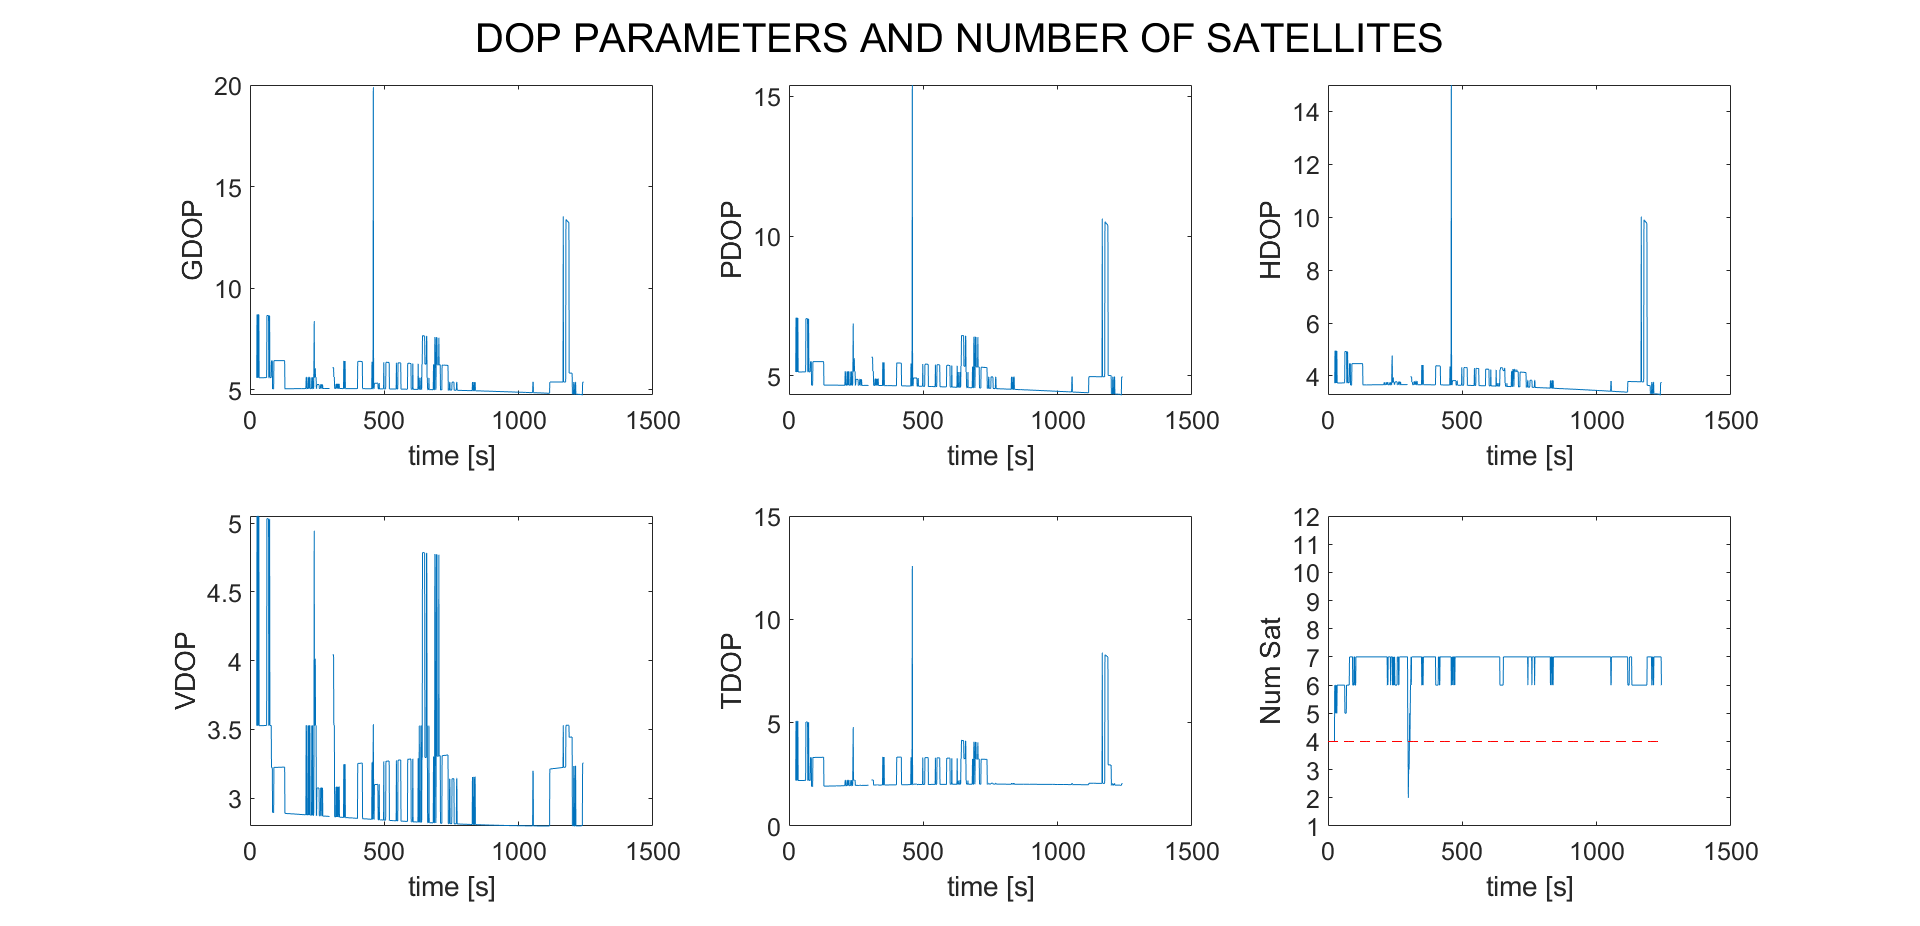 DOP PARAMETERS AND NUMBER OF SATELLITES
20
15
10
5
GDOP
0 500 1000 1500
time [s]
15
10
5
PDOP
0 500 1000 1500
time [s]
14
12
10
8
6
4
HDOP
0 500 1000 1500
time [s]
5
4.5
4
3.5
3
VDOP
0 500 1000 1500
time [s]
15
10
5
0
TDOP
0 500 1000 1500
time [s]
12
11
10
9
8
7
6
5
4
3
2
1
Num Sat
0 500 1000 1500
time [s]